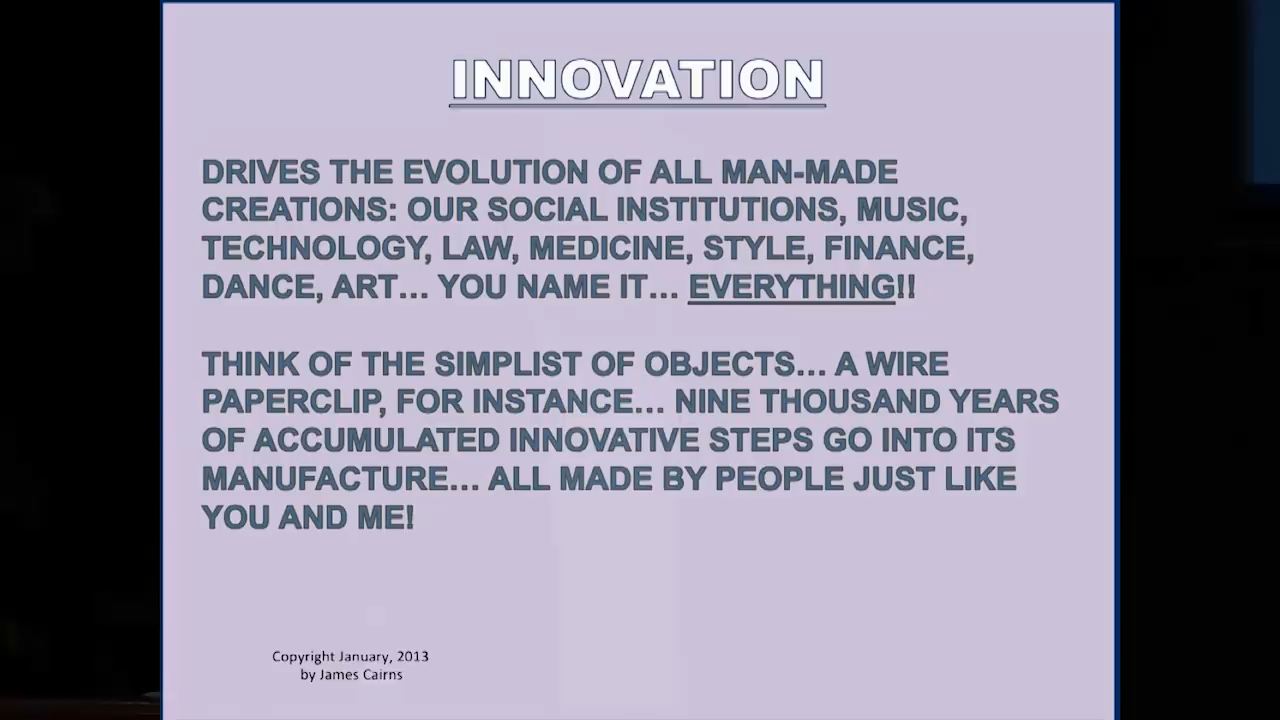 INNOVATION
DRIVES THE EVOLUTION OF ALL MAN-MADE
CREATIONS: OUR SOCIAL INSTITUTIONS, MUSIC,
TECHNOLOGY, LAW, MEDICINE, STYLE, FINANCE,
DANCE, ART... YOU NAME IT... EVERYTHING!!
THINK OF THE SIMPLIST OF OBJECTS... A WIRE
PAPERCLIP, FOR INSTANCE... NINE THOUSAND YEARS
OF ACCUMULATED INNOVATIVE STEPS GO INTO ITS
MANUFACTURE... ALL MADE BY PEOPLE JUST LIKE
YOU AND ME!
Copyright January, 2013
by James Cairns